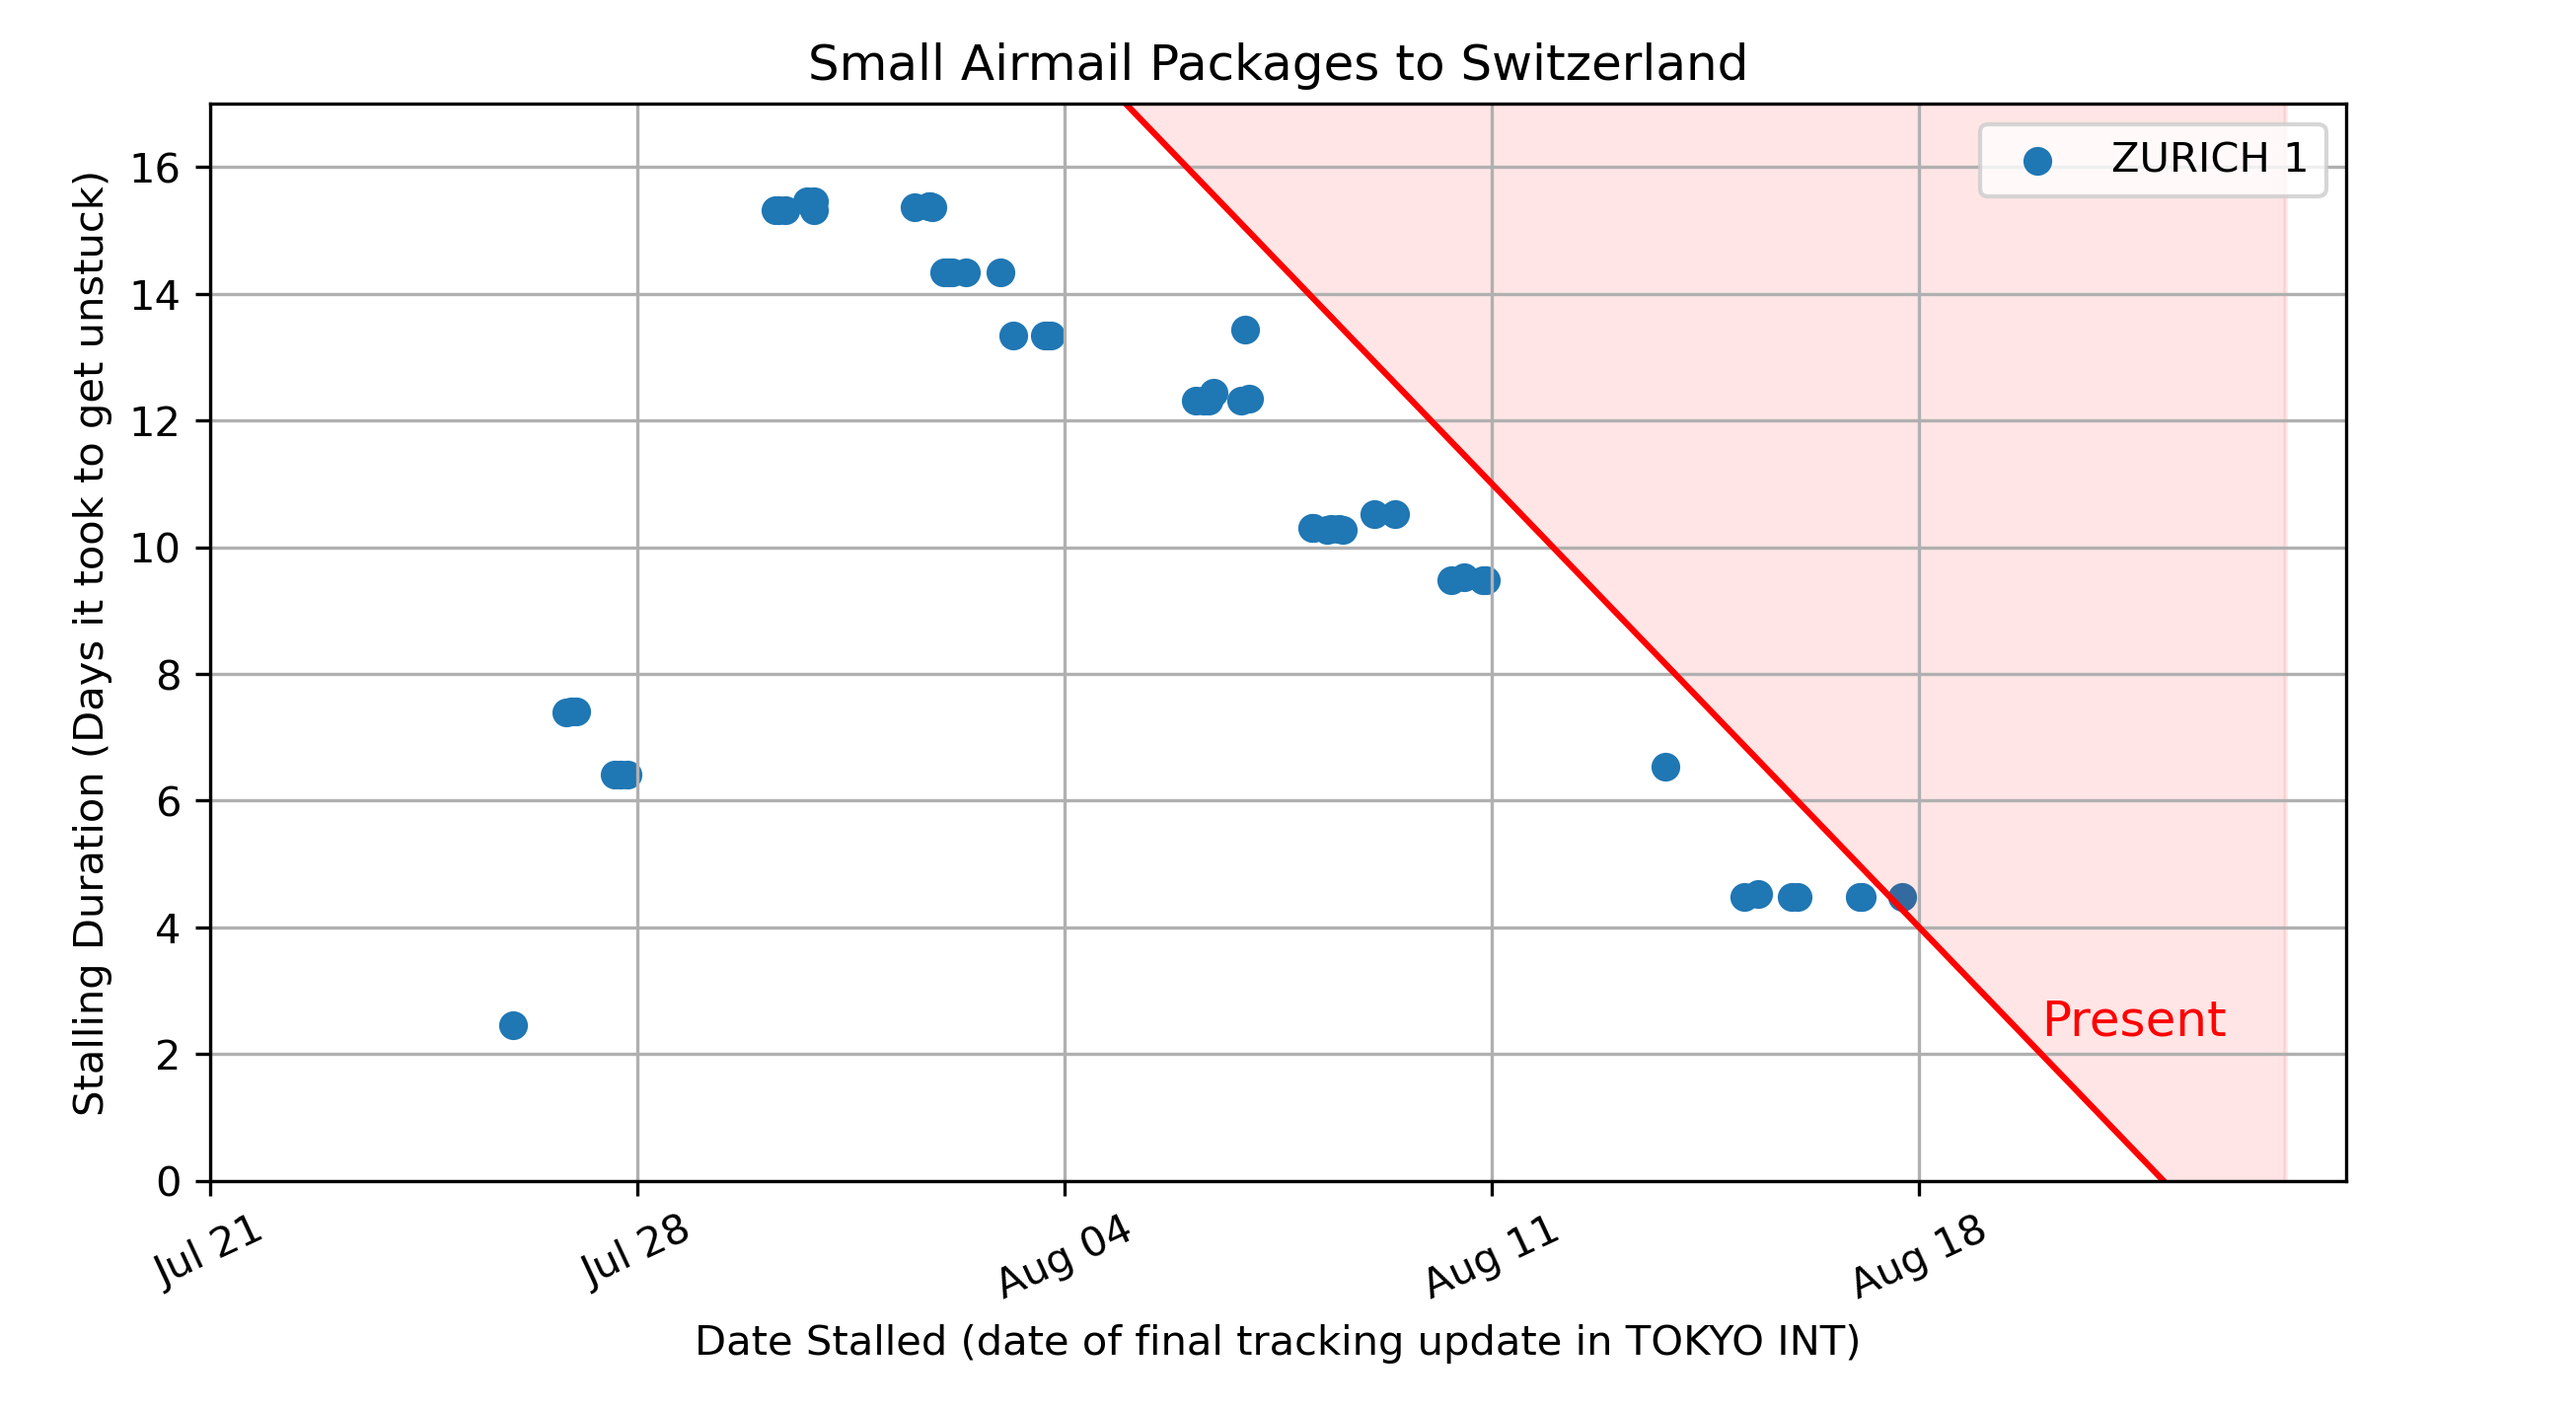 Small Airmail Packages to Switzerland
ZURICH 1
Stalling Duration (Days it took to get unstuck)
16
14
12
10
8
6
4
2
0
Present
Jul 21
Jul 28
Aug 04
Aug 11
Aug 18
Date Stalled (date of final tracking update in TOKYO INT)